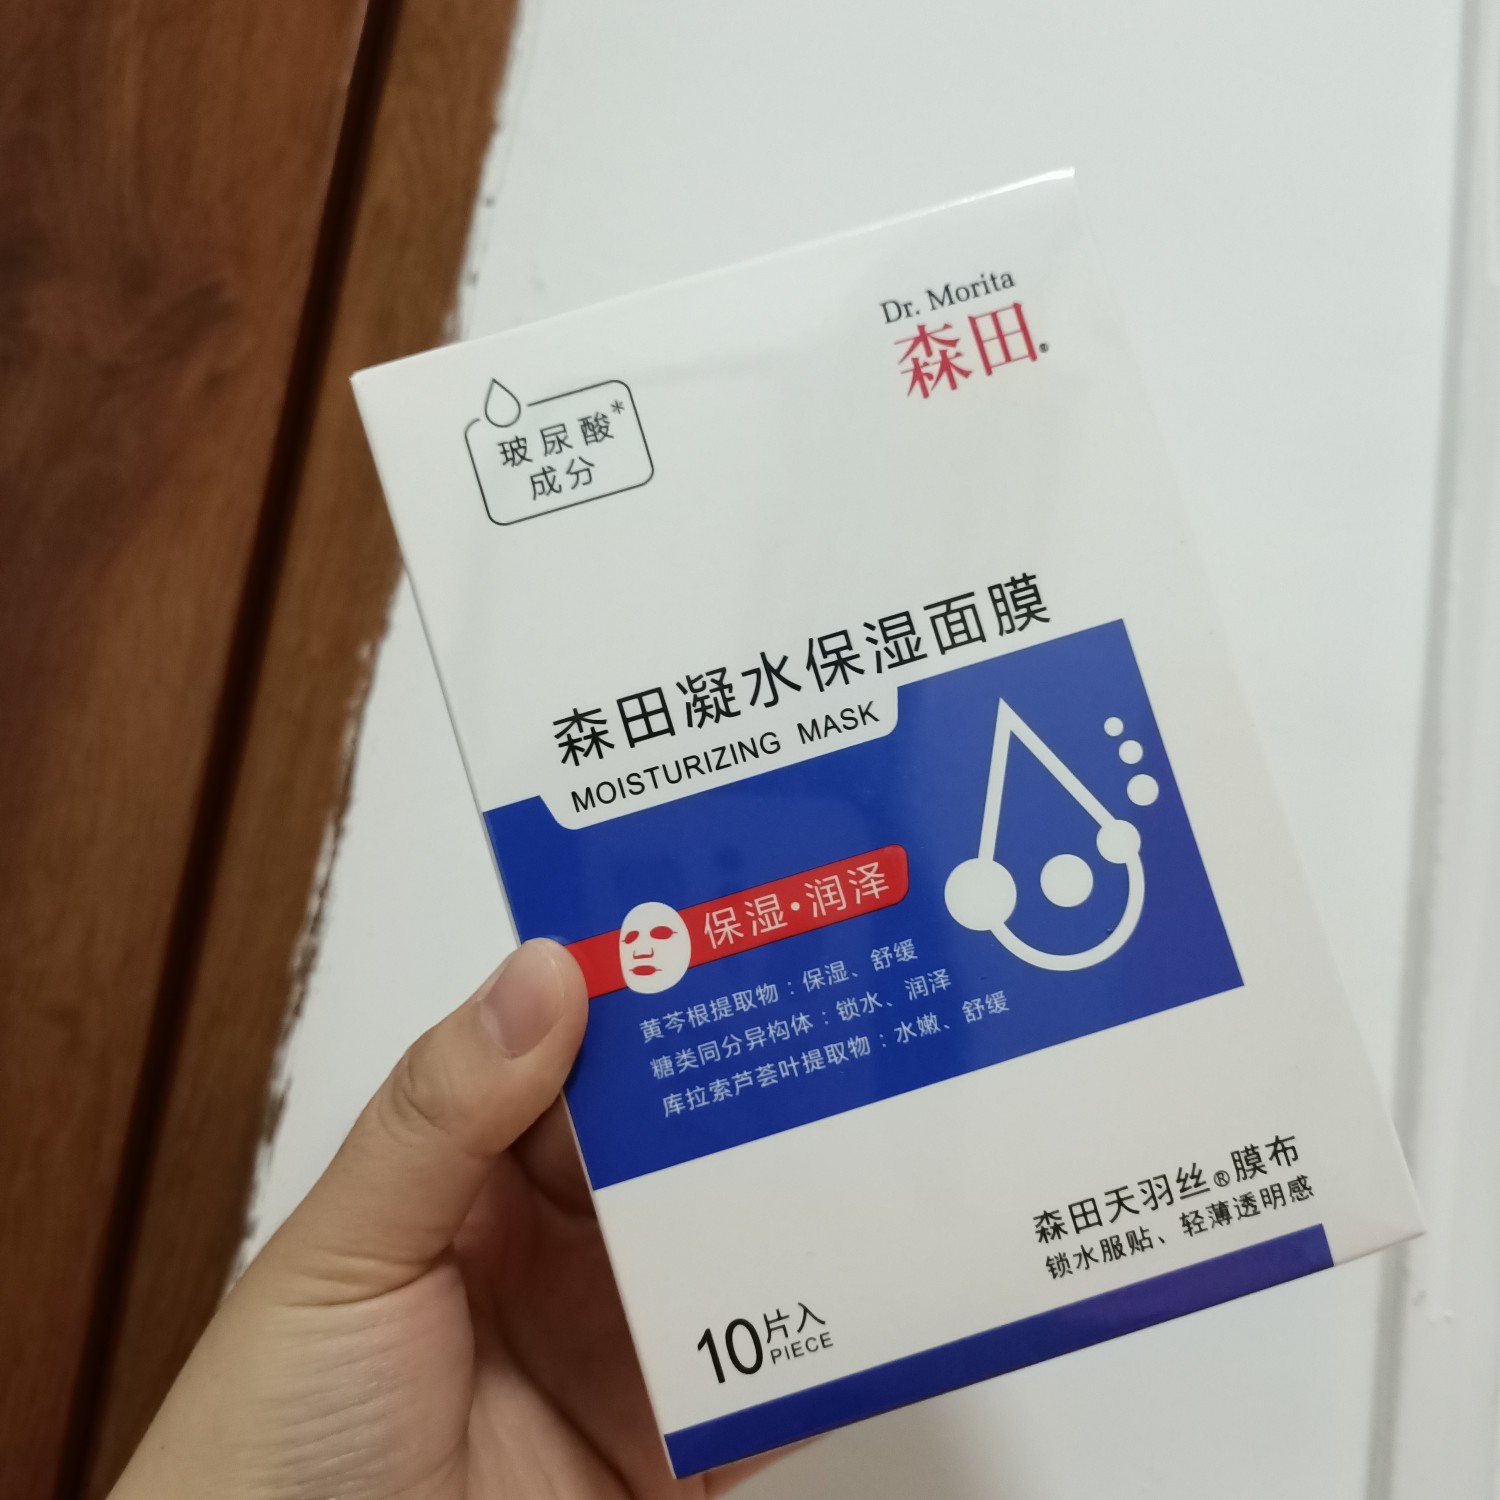 Dr. Morita
森田®
玻尿酸*
成分
森田凝水保湿面膜
MOISTURIZING MASK
保湿·润泽
黄芩根提取物：保湿、舒缓
糖类同分异构体：锁水、润泽
库拉索芦荟叶提取物：水嫩、舒缓
森田天羽丝®膜布
锁水服贴、轻薄透明感
10片入
PIECE